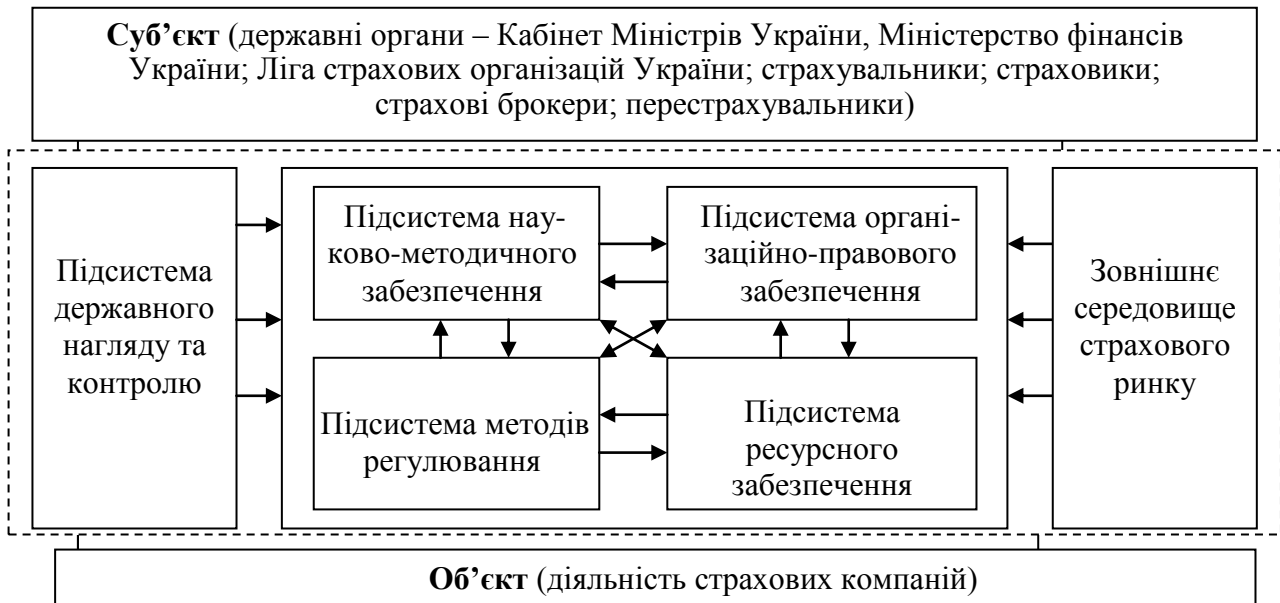 Суб’єкт (державні органи – Кабінет Міністрів України, Міністерство фінансів
України; Ліга страхових організацій України; страхувальники; страховики;
страхові брокери; перестрахувальники)
Підсистема
державного
нагляду та
контролю
Підсистема нау-
ково-методичного
забезпечення
Підсистема органі-
заційно-правового
забезпечення
Підсистема методів
регулювання
Підсистема
ресурсного
забезпечення
Зовнішнє
середовище
страхового
ринку
Об’єкт (діяльність страхових компаній)